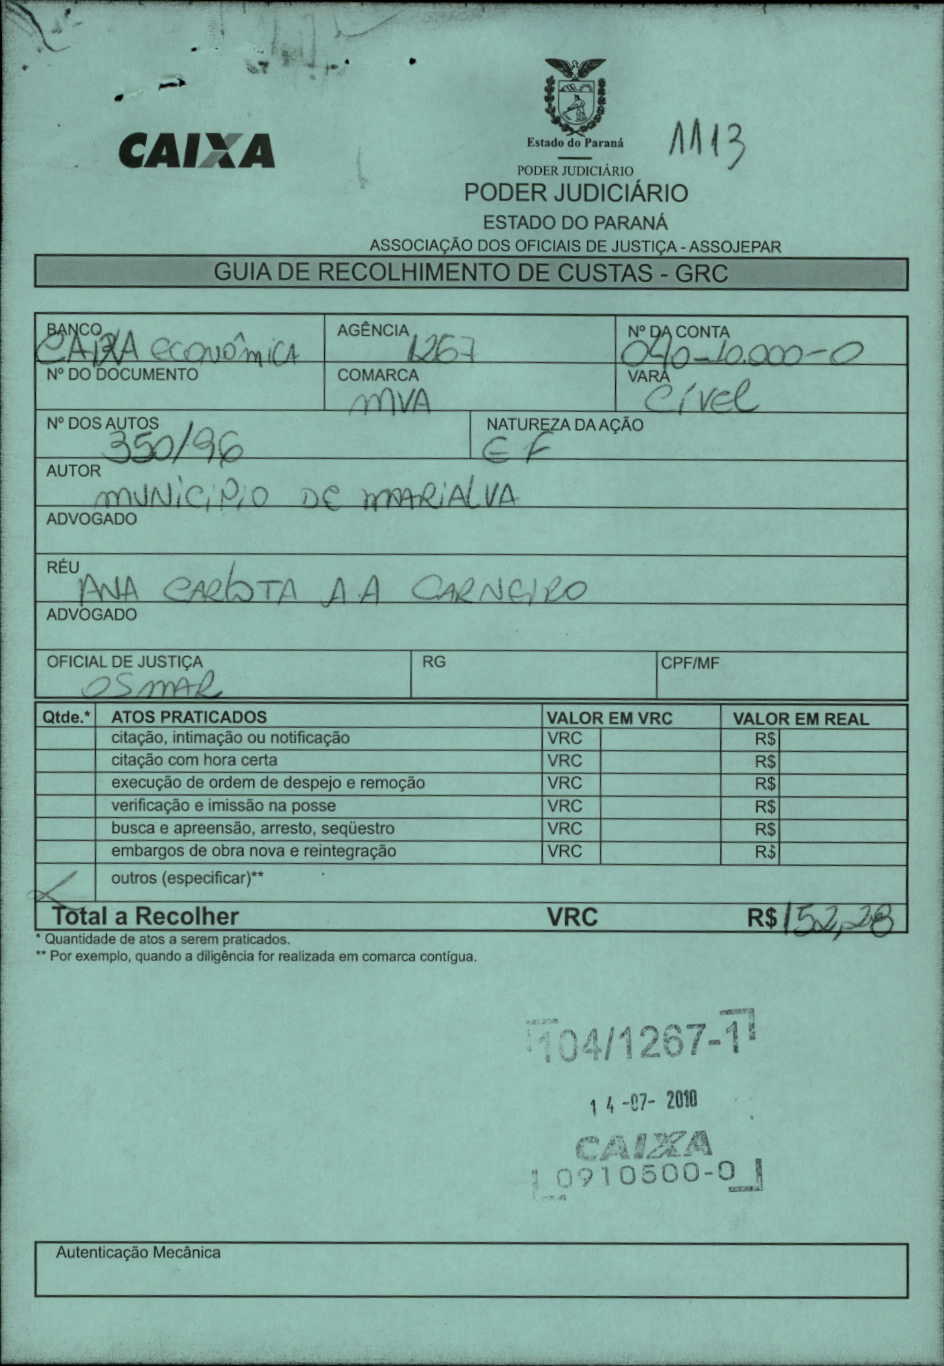 1113
CAIXA
Estado do Paraná
PODER JUDICIÁRIO
PODER JUDICIÁRIO
ESTADO DO PARANÁ
ASSOCIAÇÃO DOS OFICIAIS DE JUSTIÇA - ASSOJEPAR
GUIA DE RECOLHIMENTO DE CUSTAS - GRC
BANCO AGÊNCIA Nº DA CONTA
CAIXA ECONÔMICA 1267 040-10.000-0
Nº DO DOCUMENTO COMARCA VARA
MVA CÍVEL
Nº DOS AUTOS NATUREZA DA AÇÃO
350/96 EF
AUTOR
MUNICIPIO DE MARIALVA
ADVOGADO
RÉU
ANA CARLOTA A A CARNEIRO
ADVOGADO
OFICIAL DE JUSTIÇA RG CPF/MF
OSMAR
Qtde.* ATOS PRATICADOS VALOR EM VRC VALOR EM REAL
citação, intimação ou notificação VRC R$
citação com hora certa VRC R$
execução de ordem de despejo e remoção VRC R$
verificação e imissão na posse VRC R$
busca e apreensão, arresto, seqüestro VRC R$
embargos de obra nova e reintegração VRC R$
outros (especificar)**
Total a Recolher VRC R$ 152,28
* Quantidade de atos a serem praticados.
** Por exemplo, quando a diligência for realizada em comarca contígua.
104/1267-1
14-07-2010
CAIXA
0910500-0
Autenticação Mecânica